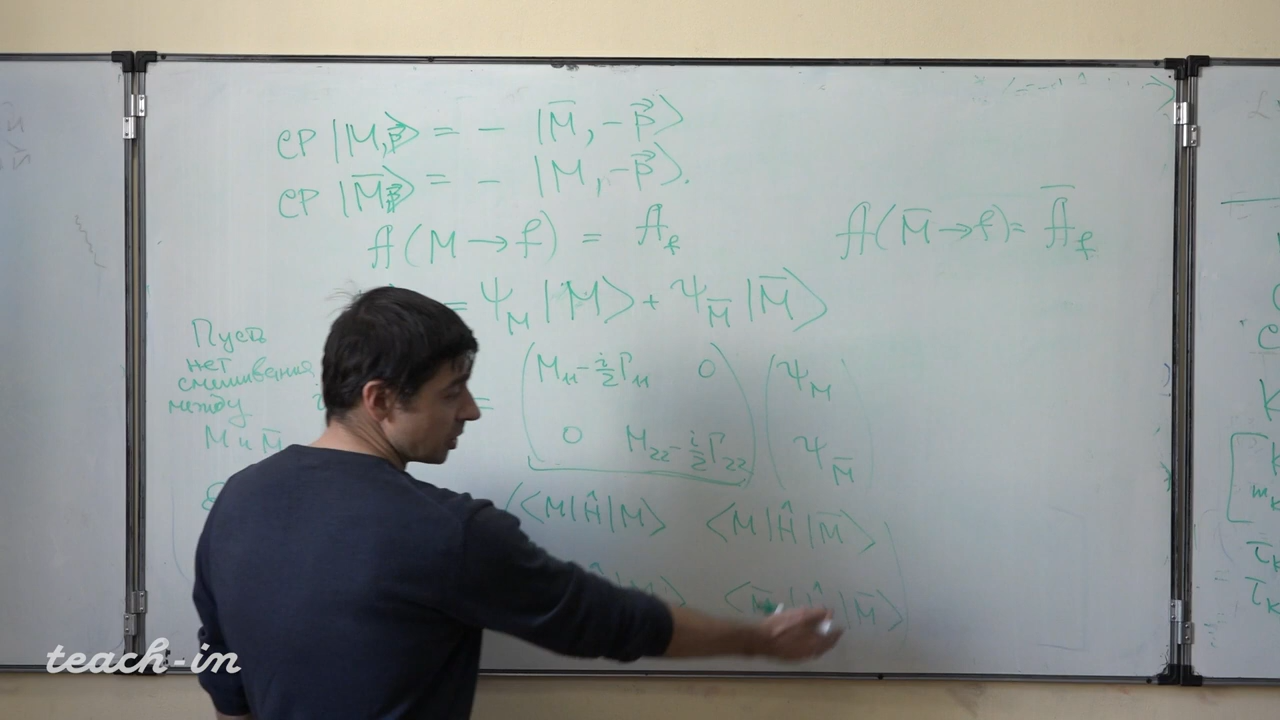 CP |M, p⃗> = - |M̄, -p⃗>
CP |M̄, p⃗> = - |M, -p⃗>.
A(M → f) = A_f
A(M̄ → f) = Ā_f
= Ψ_M |M> + Ψ_M̄ |M̄>
Пусть
нет
смешивания
между
M и M̄
= ( M₁₁ - i/2 Γ₁₁ 0 ) ( Ψ_M )
( 0 M₂₂ - i/2 Γ₂₂ ) ( Ψ_M̄ )
( <M|Ĥ|M> <M|Ĥ|M̄> )
<M̄|Ĥ|M̄>
teach-in